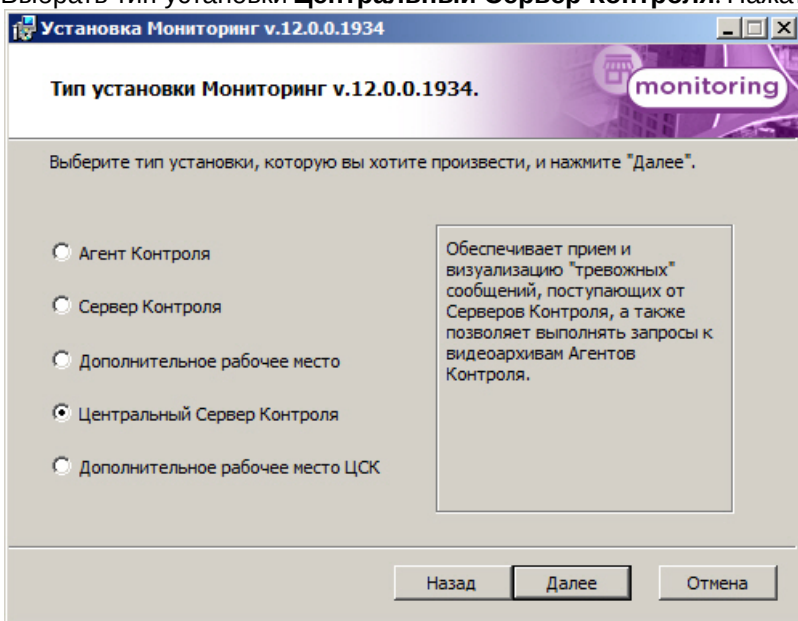 Выбрать тип установки Центральный Сервер Контроля. Нажа
Установка Мониторинг v.12.0.0.1934
Тип установки Мониторинг v.12.0.0.1934.
monitoring
Выберите тип установки, которую вы хотите произвести, и нажмите "Далее".
Агент Контроля
Сервер Контроля
Дополнительное рабочее место
Центральный Сервер Контроля
Дополнительное рабочее место ЦСК
Обеспечивает прием и
визуализацию "тревожных"
сообщений, поступающих от
Серверов Контроля, а также
позволяет выполнять запросы к
видеоархивам Агентов
Контроля.
Назад
Далее
Отмена